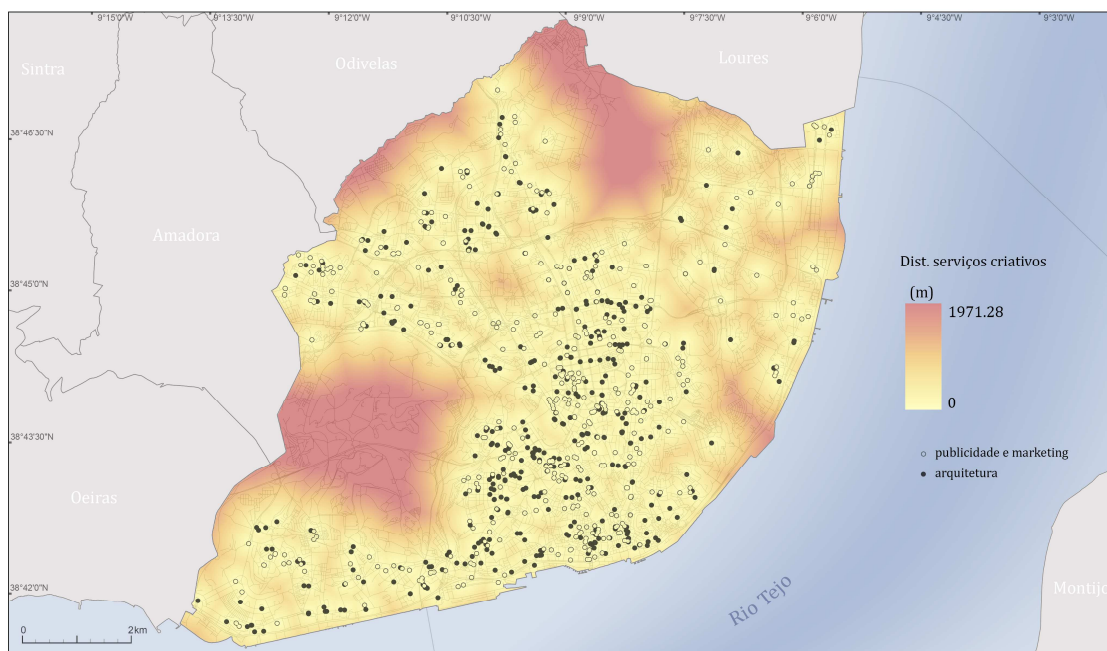 9°15'0"W
9°13'30"W
9°12'0"W
9°10'30"W
9°9'0"W
9°7'30"W
9°6'0"W
9°4'30"W
9°3'0"W
Sintra
Odivelas
Loures
38°46'30"N
Amadora
Dist. serviços criativos
(m)
38°45'0"N
1971.28
0
38°43'30"N
publicidade e marketing
arquitetura
Oeiras
38°42'0"N
Montijo
Rio Tejo
0 2km